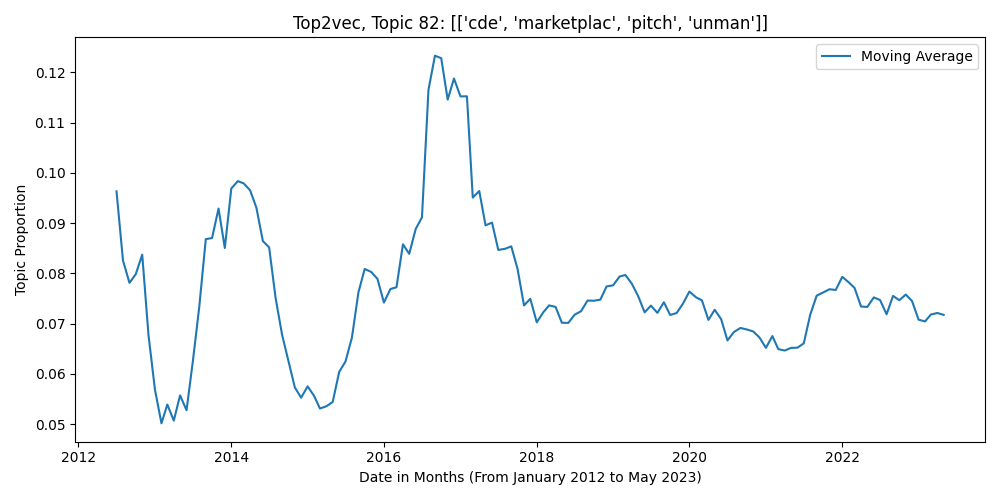 Top2vec, Topic 82: [['cde', 'marketplac', 'pitch', 'unman']]
Moving Average
0.12
0.11
0.10
0.09
0.08
0.07
0.06
0.05
Topic Proportion
2012 2014 2016 2018 2020 2022
Date in Months (From January 2012 to May 2023)